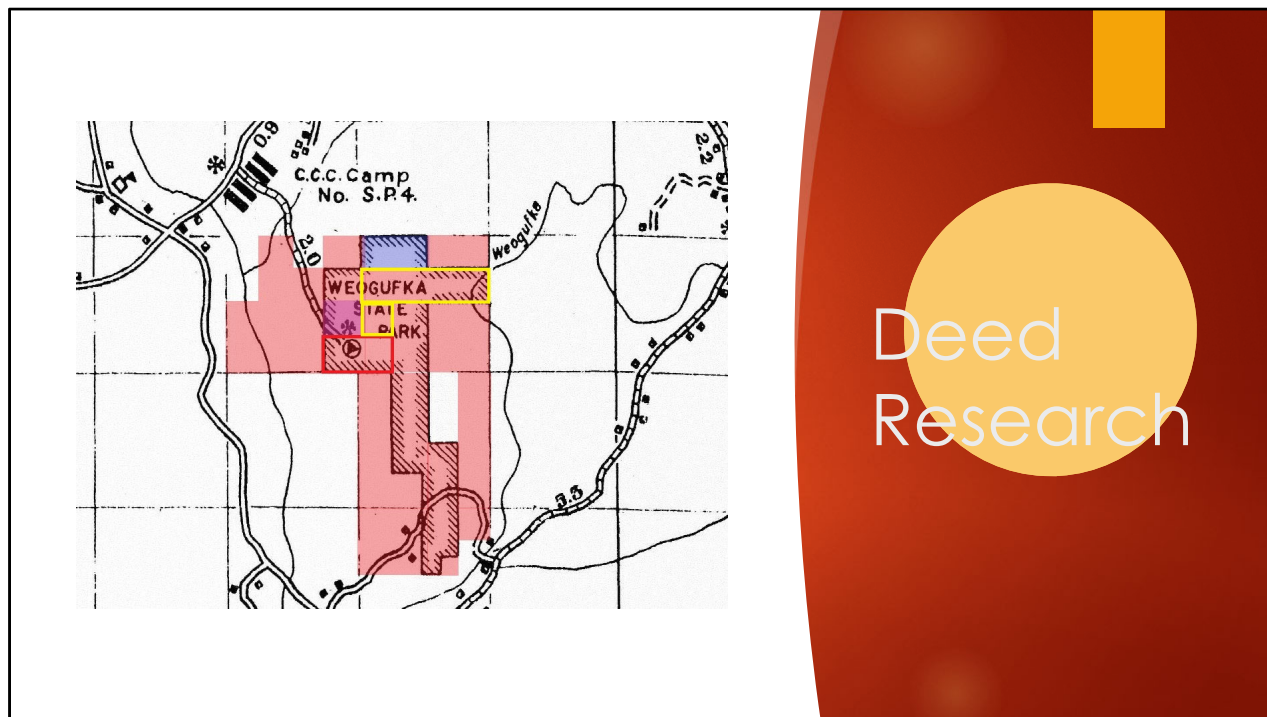 0.9
2.2
C.C.C. Camp
No. S.P.4.
2.0
Weogufka
WEOGUFKA
STATE
PARK
3.5
Deed
Research